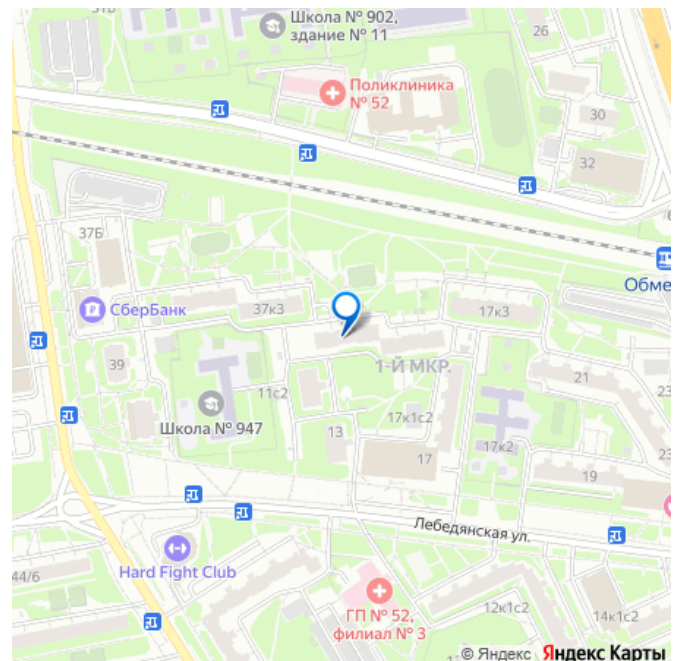 Школа № 902,
здание № 11
26
Поликлиника
№ 52
30
32
37Б
Обме
СберБанк
37к3
17к3
39
1-Й МКР.
21
11с2
Школа № 947
17к1с2
13
17
17к2
23
19
Лебедянская ул.
Hard Fight Club
44/6
ГП № 52,
филиал № 3
12к1с2
14к1с2
© Яндекс Яндекс Карты